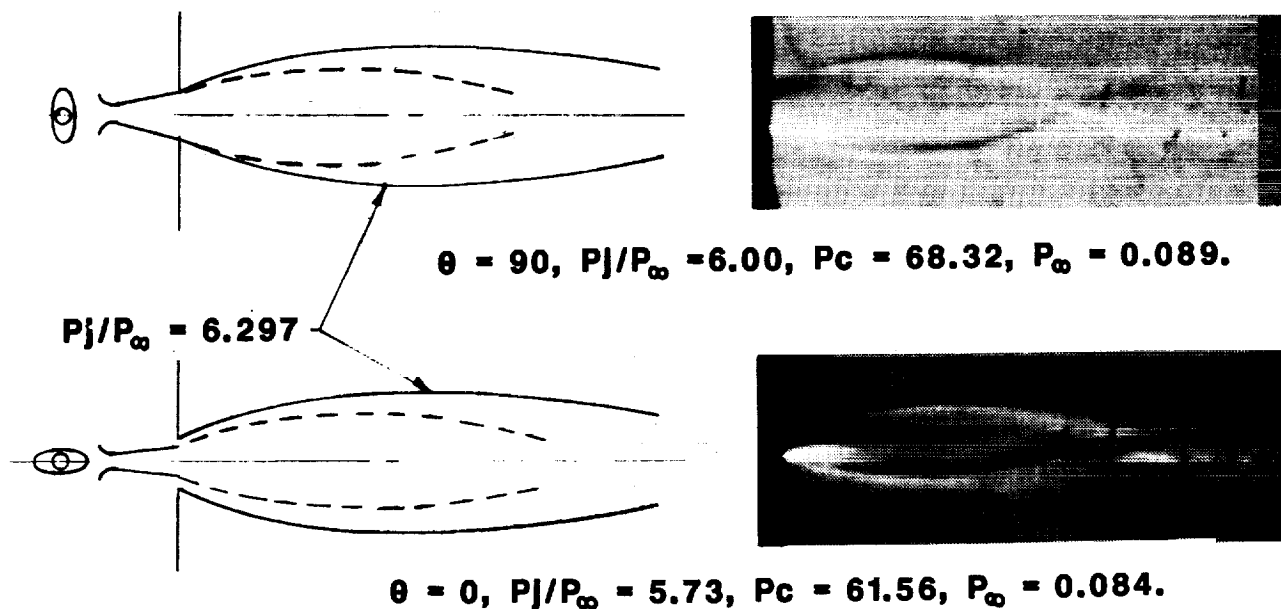 θ = 90, Pj/P∞ =6.00, Pc = 68.32, P∞ = 0.089.
Pj/P∞ = 6.297
θ = 0, Pj/P∞ = 5.73, Pc = 61.56, P∞ = 0.084.